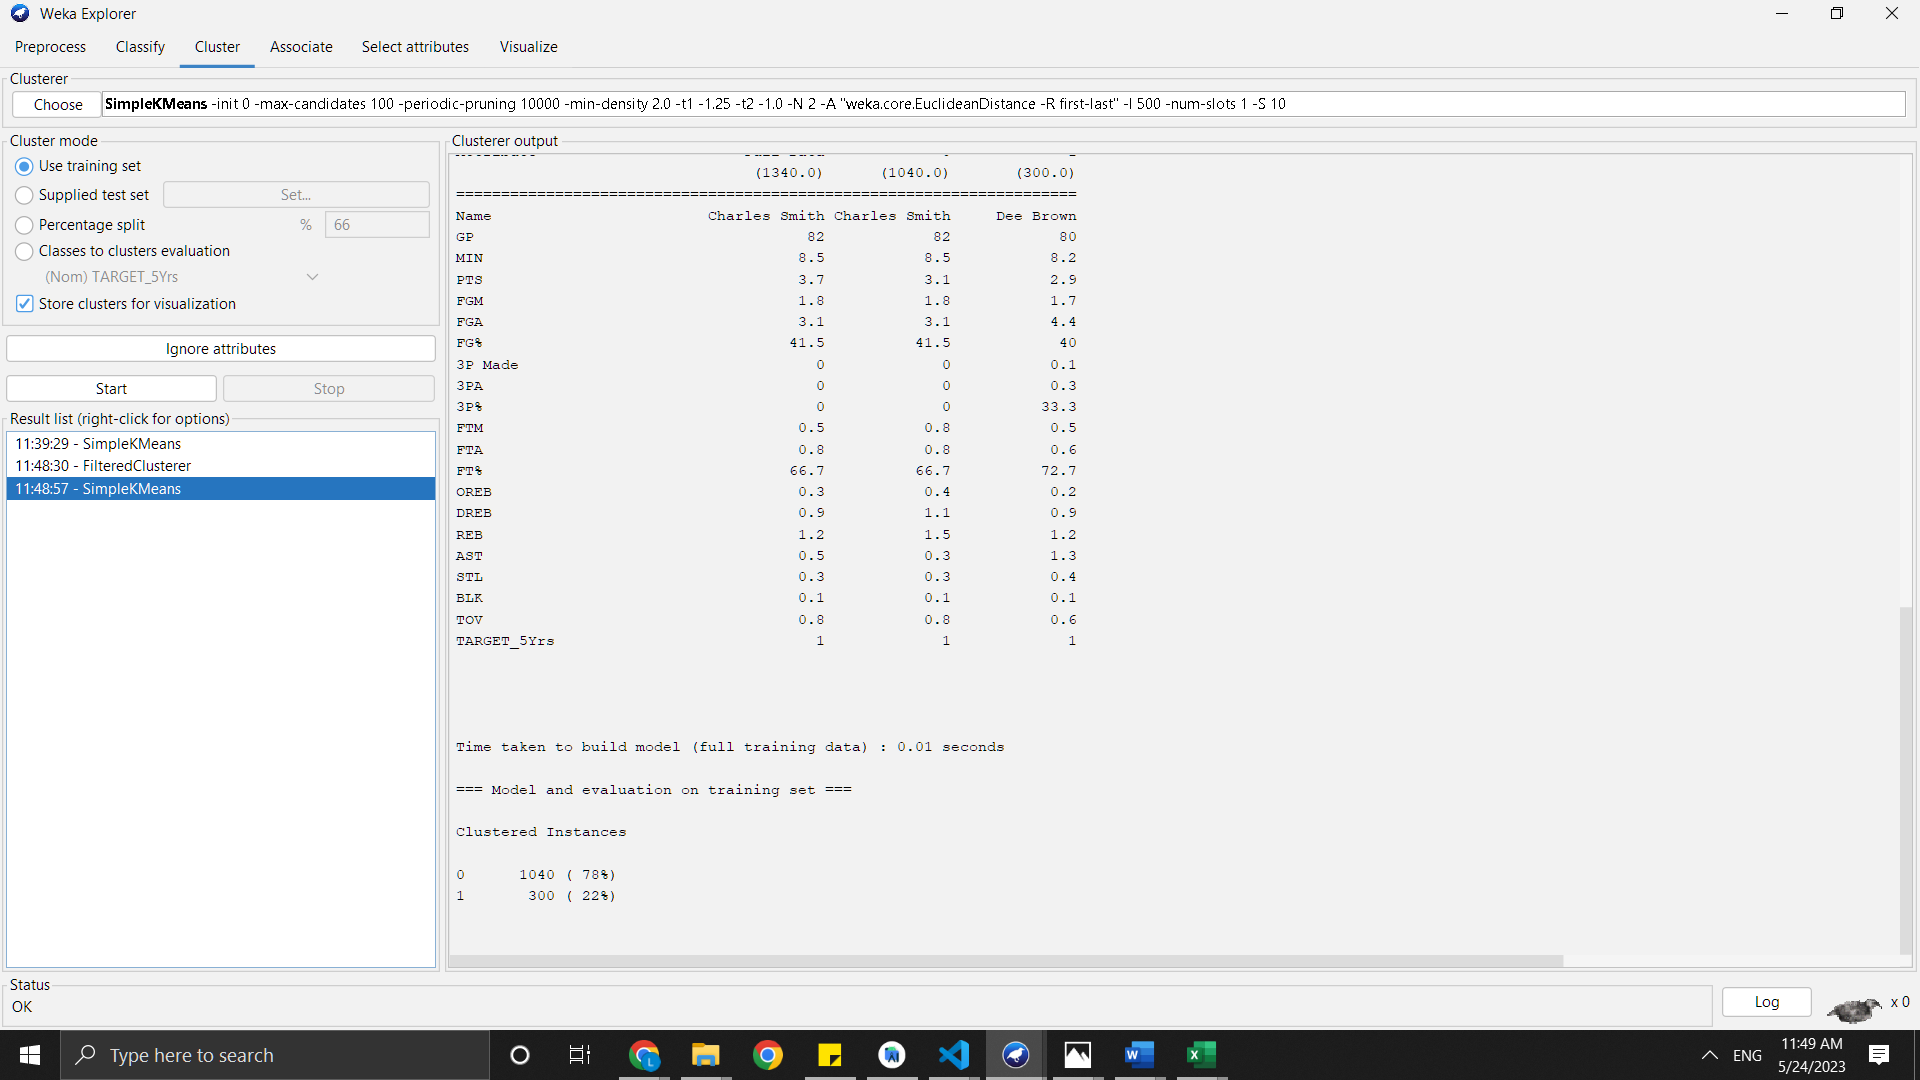 Weka Explorer
Preprocess Classify Cluster Associate Select attributes Visualize
Clusterer
Choose SimpleKMeans -init 0 -max-candidates 100 -periodic-pruning 10000 -min-density 2.0 -t1 -1.25 -t2 -1.0 -N 2 -A "weka.core.EuclideanDistance -R first-last" -I 500 -num-slots 1 -S 10
Cluster mode
Use training set
Supplied test set Set...
Percentage split % 66
Classes to clusters evaluation
(Nom) TARGET_5Yrs
Store clusters for visualization
Ignore attributes
Start Stop
Result list (right-click for options)
11:39:29 - SimpleKMeans
11:48:30 - FilteredClusterer
11:48:57 - SimpleKMeans
Clusterer output
(1340.0) (1040.0) (300.0)
=====================================================================
Name Charles Smith Charles Smith Dee Brown
GP 82 82 80
MIN 8.5 8.5 8.2
PTS 3.7 3.1 2.9
FGM 1.8 1.8 1.7
FGA 3.1 3.1 4.4
FG% 41.5 41.5 40
3P Made 0 0 0.1
3PA 0 0 0.3
3P% 0 0 33.3
FTM 0.5 0.8 0.5
FTA 0.8 0.8 0.6
FT% 66.7 66.7 72.7
OREB 0.3 0.4 0.2
DREB 0.9 1.1 0.9
REB 1.2 1.5 1.2
AST 0.5 0.3 1.3
STL 0.3 0.3 0.4
BLK 0.1 0.1 0.1
TOV 0.8 0.8 0.6
TARGET_5Yrs 1 1 1
Time taken to build model (full training data) : 0.01 seconds
=== Model and evaluation on training set ===
Clustered Instances
0 1040 ( 78%)
1 300 ( 22%)
Status
OK
Log x 0
Type here to search
ENG
11:49 AM
5/24/2023